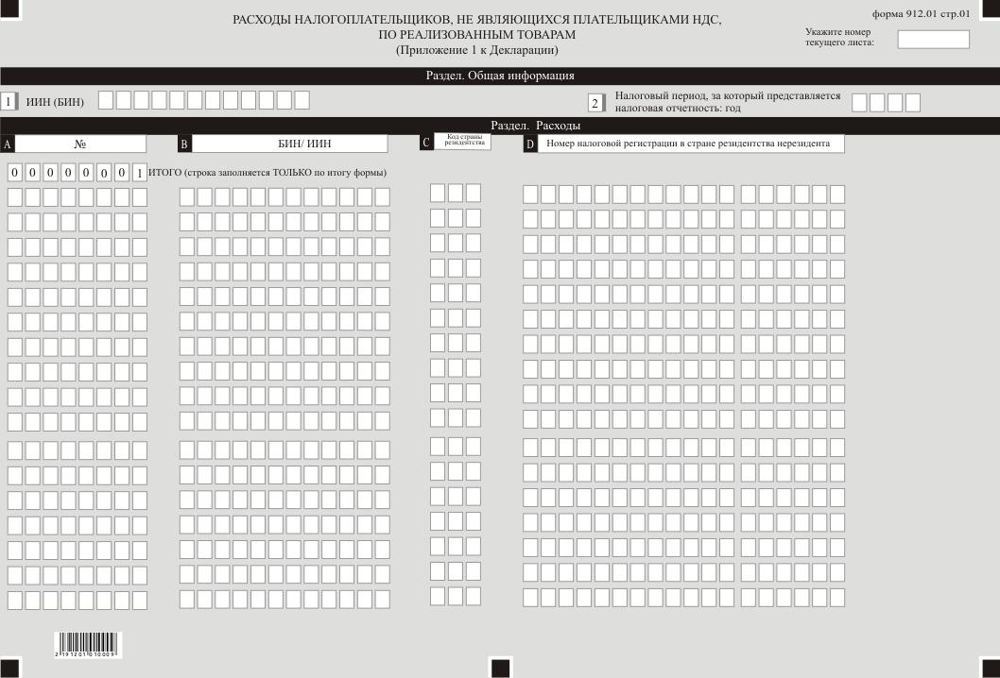 форма 912.01 стр.01
РАСХОДЫ НАЛОГОПЛАТЕЛЬЩИКОВ, НЕ ЯВЛЯЮЩИХСЯ ПЛАТЕЛЬЩИКАМИ НДС,
ПО РЕАЛИЗОВАННЫМ ТОВАРАМ
(Приложение 1 к Декларации)
Укажите номер
текущего листа:
Раздел. Общая информация
1 ИИН (БИН)
2 Налоговый период, за который представляется
налоговая отчетность: год
Раздел. Расходы
A №
B БИН/ ИИН
C Код страны
резидентства
D Номер налоговой регистрации в стране резидентства нерезидента
0 0 0 0 0 0 0 1 ИТОГО (строка заполняется ТОЛЬКО по итогу формы)
2 191201 010009